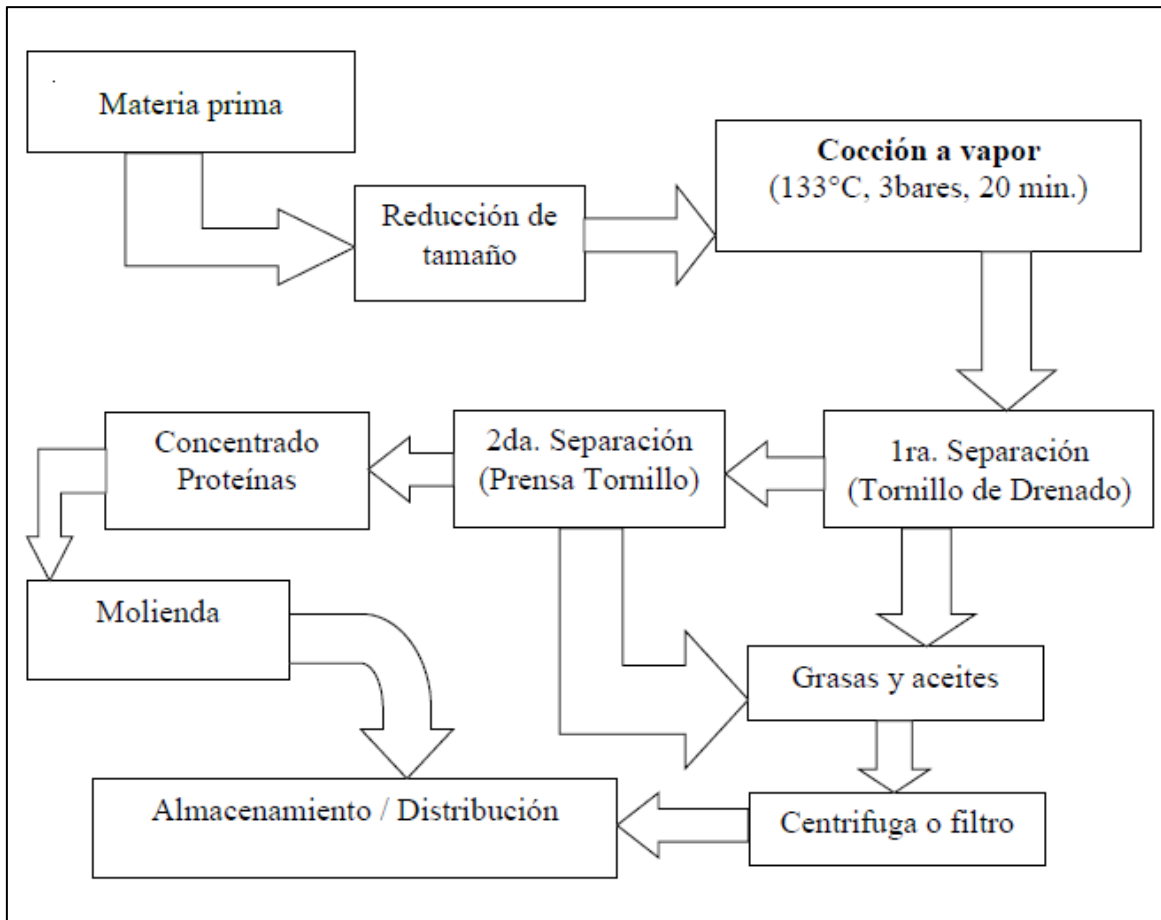 Materia prima
Reducción de
tamaño
Cocción a vapor
(133°C, 3bares, 20 min.)
1ra. Separación
(Tornillo de Drenado)
2da. Separación
(Prensa Tornillo)
Concentrado
Proteínas
Molienda
Grasas y aceites
Centrifuga o filtro
Almacenamiento / Distribución